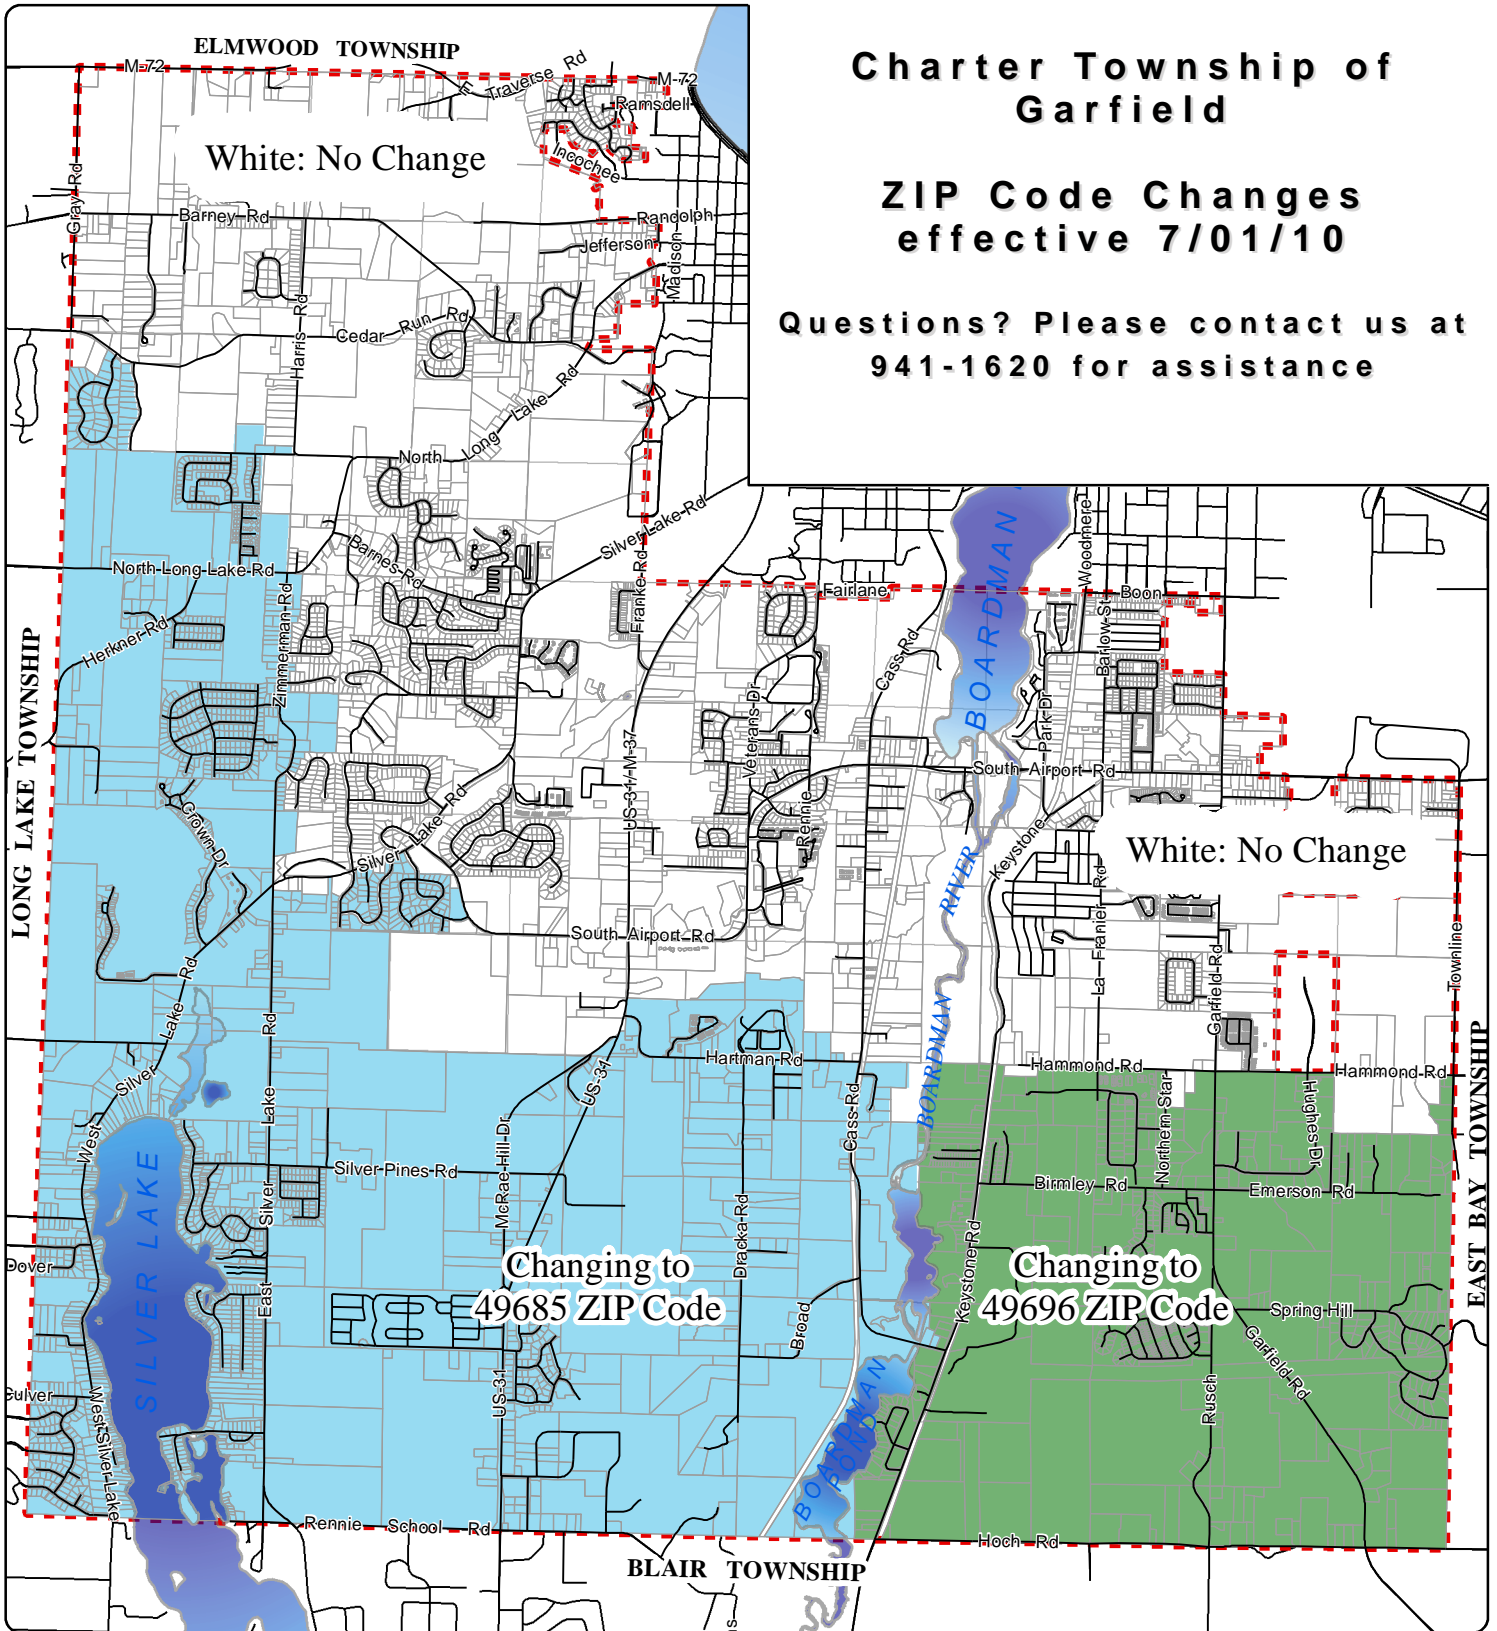 Charter Township of
Garfield
ZIP Code Changes
effective 7/01/10
Questions? Please contact us at
941-1620 for assistance
ELMWOOD TOWNSHIP
M-72
E Traverse Rd
M-72
Ramsdell
White: No Change
Incochee
Gray Rd
Barney Rd
Randolph
Jefferson
Madison
Harris Rd
Cedar Run Rd
North Long Lake Rd
Silver Lake Rd
Barnes Rd
North Long Lake Rd
Franke Rd
Fairlane
Woodmere
Boon
BOARDMAN
Barlow St
Zimmerman Rd
Herkner Rd
LONG LAKE TOWNSHIP
Cass Rd
Park Dr
Veterans Dr
US-31/ M-37
South Airport Rd
Rennie
Keystone
Crown Dr
Silver Lake Rd
White: No Change
RIVER
La Franier Rd
South Airport Rd
Garfield Rd
Townline
BOARDMAN
Silver Lake Rd
Hartman Rd
Hammond Rd
Hammond Rd
US-31
Cass Rd
Northern Star
Hughes Dr
EAST BAY TOWNSHIP
West
Silver Pines Rd
McRae Hill Dr
Birmley Rd
Emerson Rd
SILVER LAKE
East Silver Lake Rd
Dracka Rd
Keystone Rd
Dover
Changing to
49685 ZIP Code
Changing to
49696 ZIP Code
Broad
Spring Hill
Garfield Rd
Culver
West Silver Lake
US-31
Rusch
BOARDMAN
POND
Rennie School Rd
Hoch Rd
BLAIR TOWNSHIP